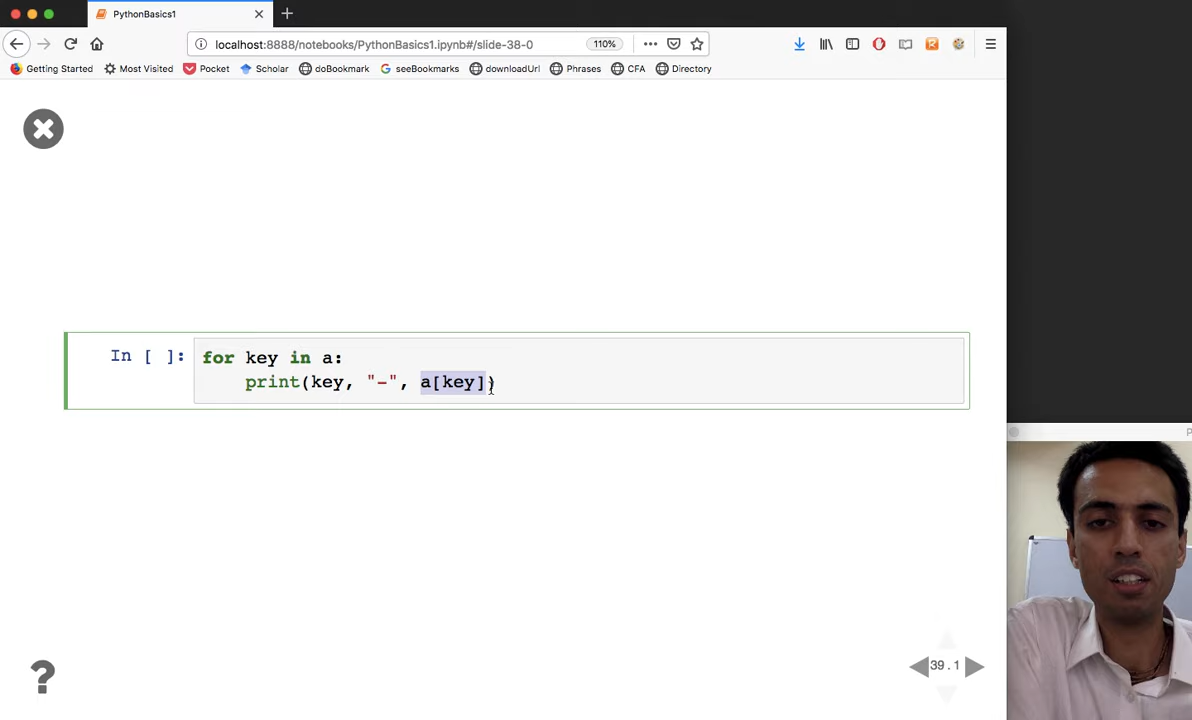 PythonBasics1
localhost:8888/notebooks/PythonBasics1.ipynb#/slide-38-0 110%
Getting Started Most Visited Pocket Scholar doBookmark seeBookmarks downloadUrl Phrases CFA Directory
In [ ]: for key in a:
print(key, "-", a[key])
?
39.1
P